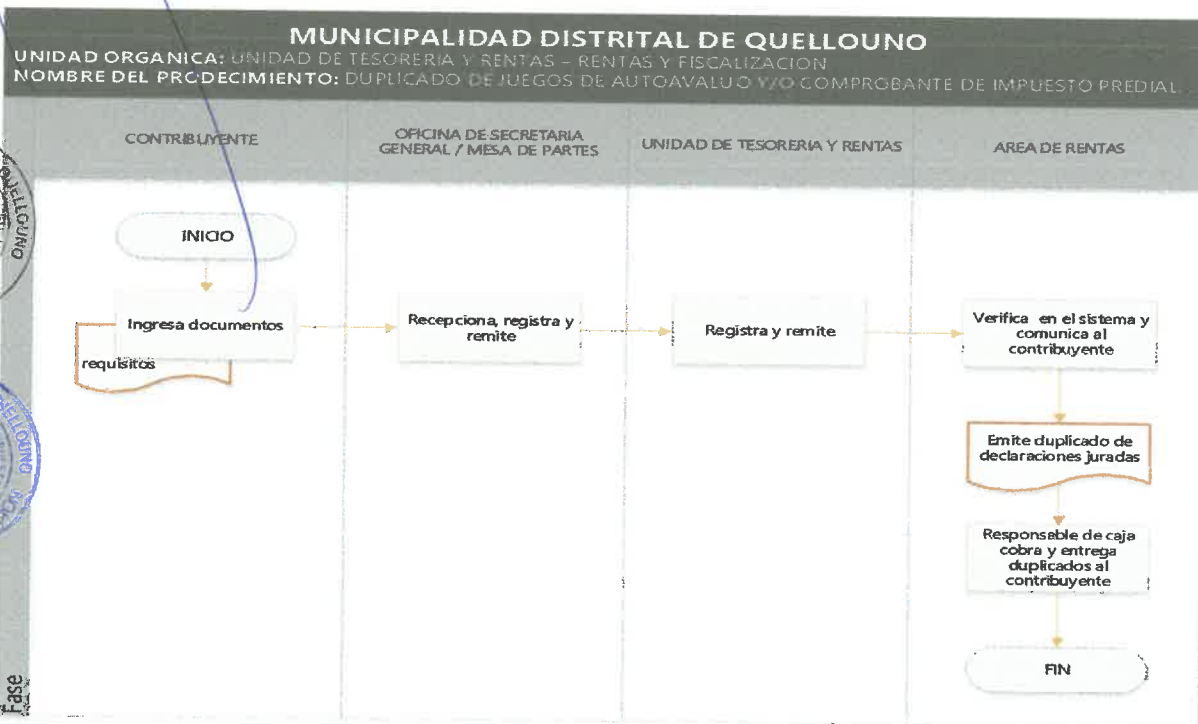 MUNICIPALIDAD DISTRITAL DE QUELLOUNO
UNIDAD ORGANICA: UNIDAD DE TESORERIA Y RENTAS – RENTAS Y FISCALIZACION
NOMBRE DEL PRODECIMIENTO: DUPLICADO DE JUEGOS DE AUTOAVALUO Y/O COMPROBANTE DE IMPUESTO PREDIAL
CONTRIBUYENTE
OFICINA DE SECRETARIA
GENERAL / MESA DE PARTES
UNIDAD DE TESORERIA Y RENTAS
AREA DE RENTAS
INICIO
Ingresa documentos
requisitos
Recepciona, registra y
remite
Registra y remite
Verifica en el sistema y
comunica al
contribuyente
Emite duplicado de
declaraciones juradas
Responsable de caja
cobra y entrega
duplicados al
contribuyente
FIN
Fase
QUELLOUNO